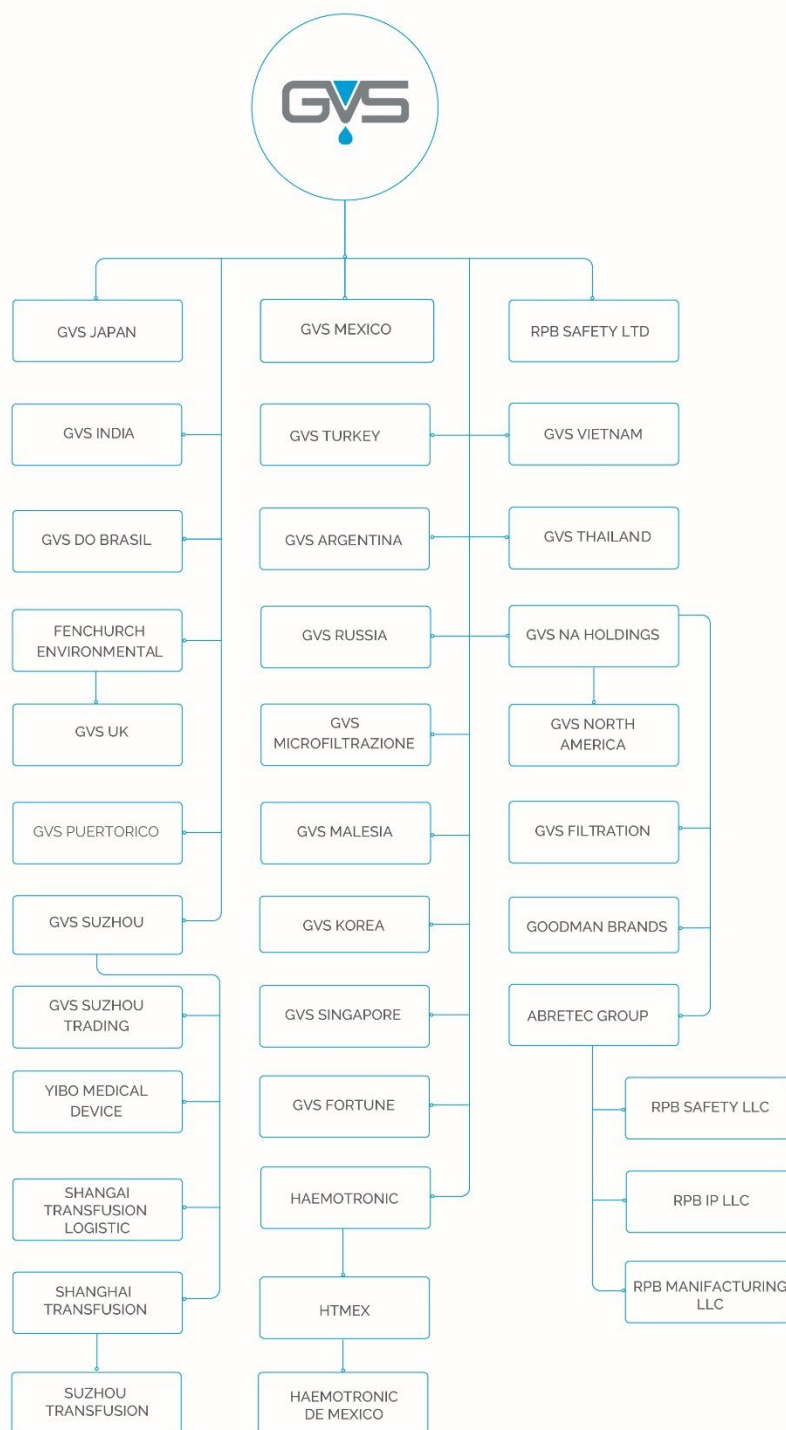 GVS
GVS JAPAN
GVS MEXICO
RPB SAFETY LTD
GVS INDIA
GVS TURKEY
GVS VIETNAM
GVS DO BRASIL
GVS ARGENTINA
GVS THAILAND
FENCHURCH
ENVIRONMENTAL
GVS RUSSIA
GVS NA HOLDINGS
GVS UK
GVS
MICROFILTRAZIONE
GVS NORTH
AMERICA
GVS PUERTORICO
GVS MALESIA
GVS FILTRATION
GVS SUZHOU
GVS KOREA
GOODMAN BRANDS
GVS SUZHOU
TRADING
GVS SINGAPORE
ABRETEC GROUP
YIBO MEDICAL
DEVICE
GVS FORTUNE
RPB SAFETY LLC
SHANGAI
TRANSFUSION
LOGISTIC
HAEMOTRONIC
RPB IP LLC
SHANGHAI
TRANSFUSION
HTMEX
RPB MANIFACTURING
LLC
SUZHOU
TRANSFUSION
HAEMOTRONIC
DE MEXICO